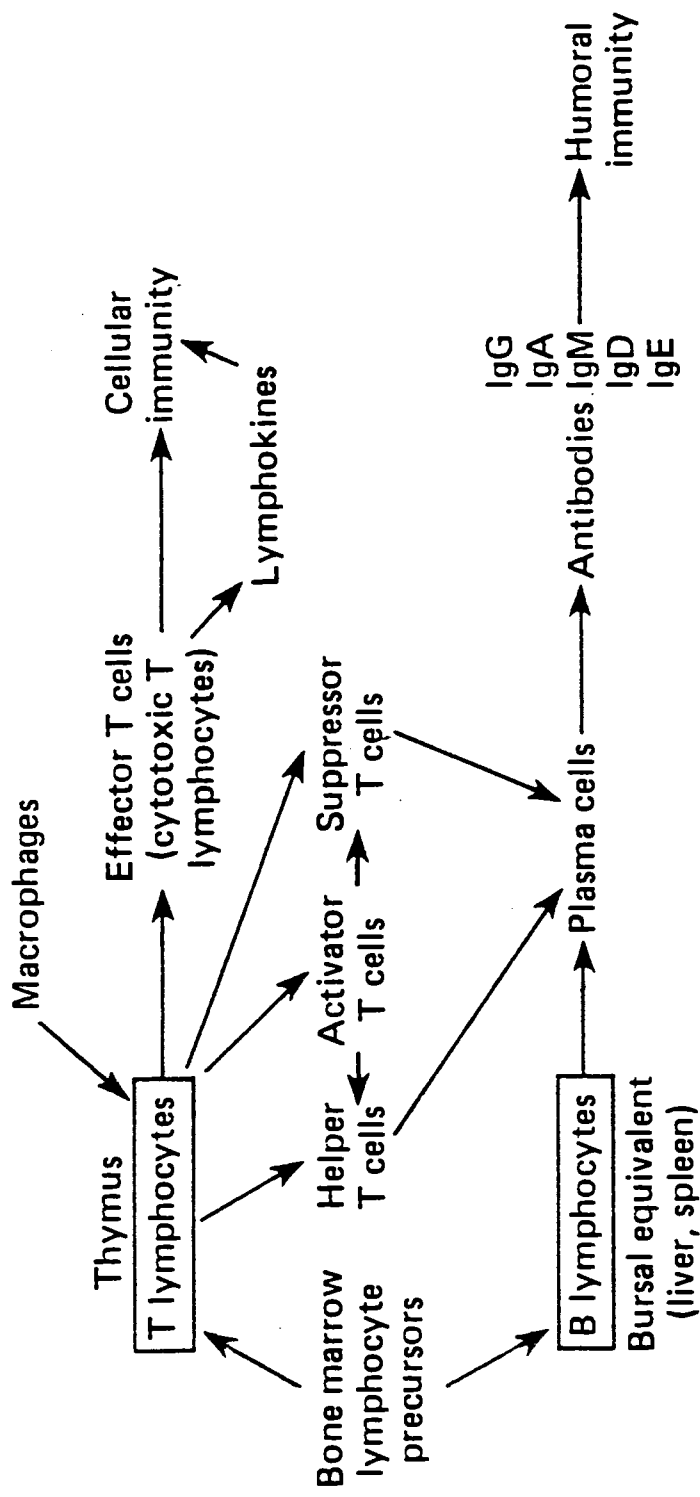 Macrophages
Thymus
T lymphocytes
Effector T cells
(cytotoxic T
lymphocytes)
Cellular
immunity
Lymphokines
Bone marrow
lymphocyte
precursors
Helper
T cells
Activator
T cells
Suppressor
T cells
B lymphocytes
Bursal equivalent
(liver, spleen)
Plasma cells
Antibodies
IgG
IgA
IgM
IgD
IgE
Humoral
immunity